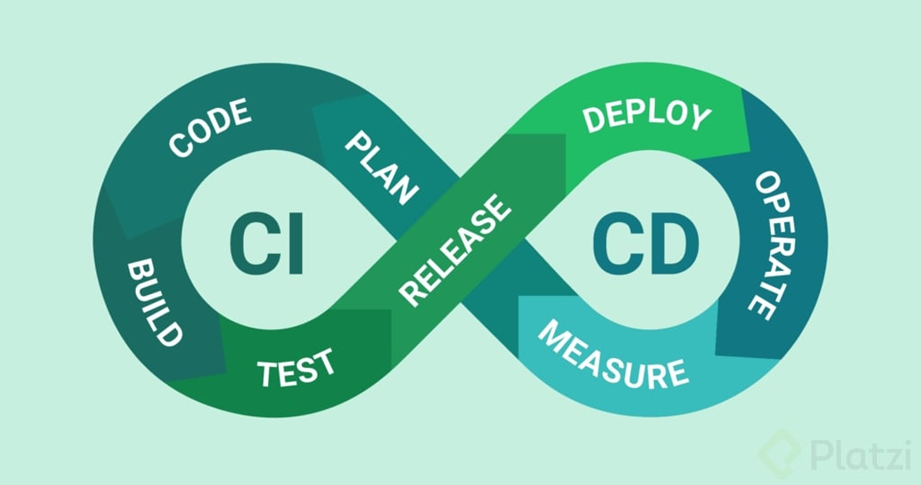 CODE
PLAN
DEPLOY
OPERATE
CI
CD
RELEASE
BUILD
TEST
MEASURE
Platzi